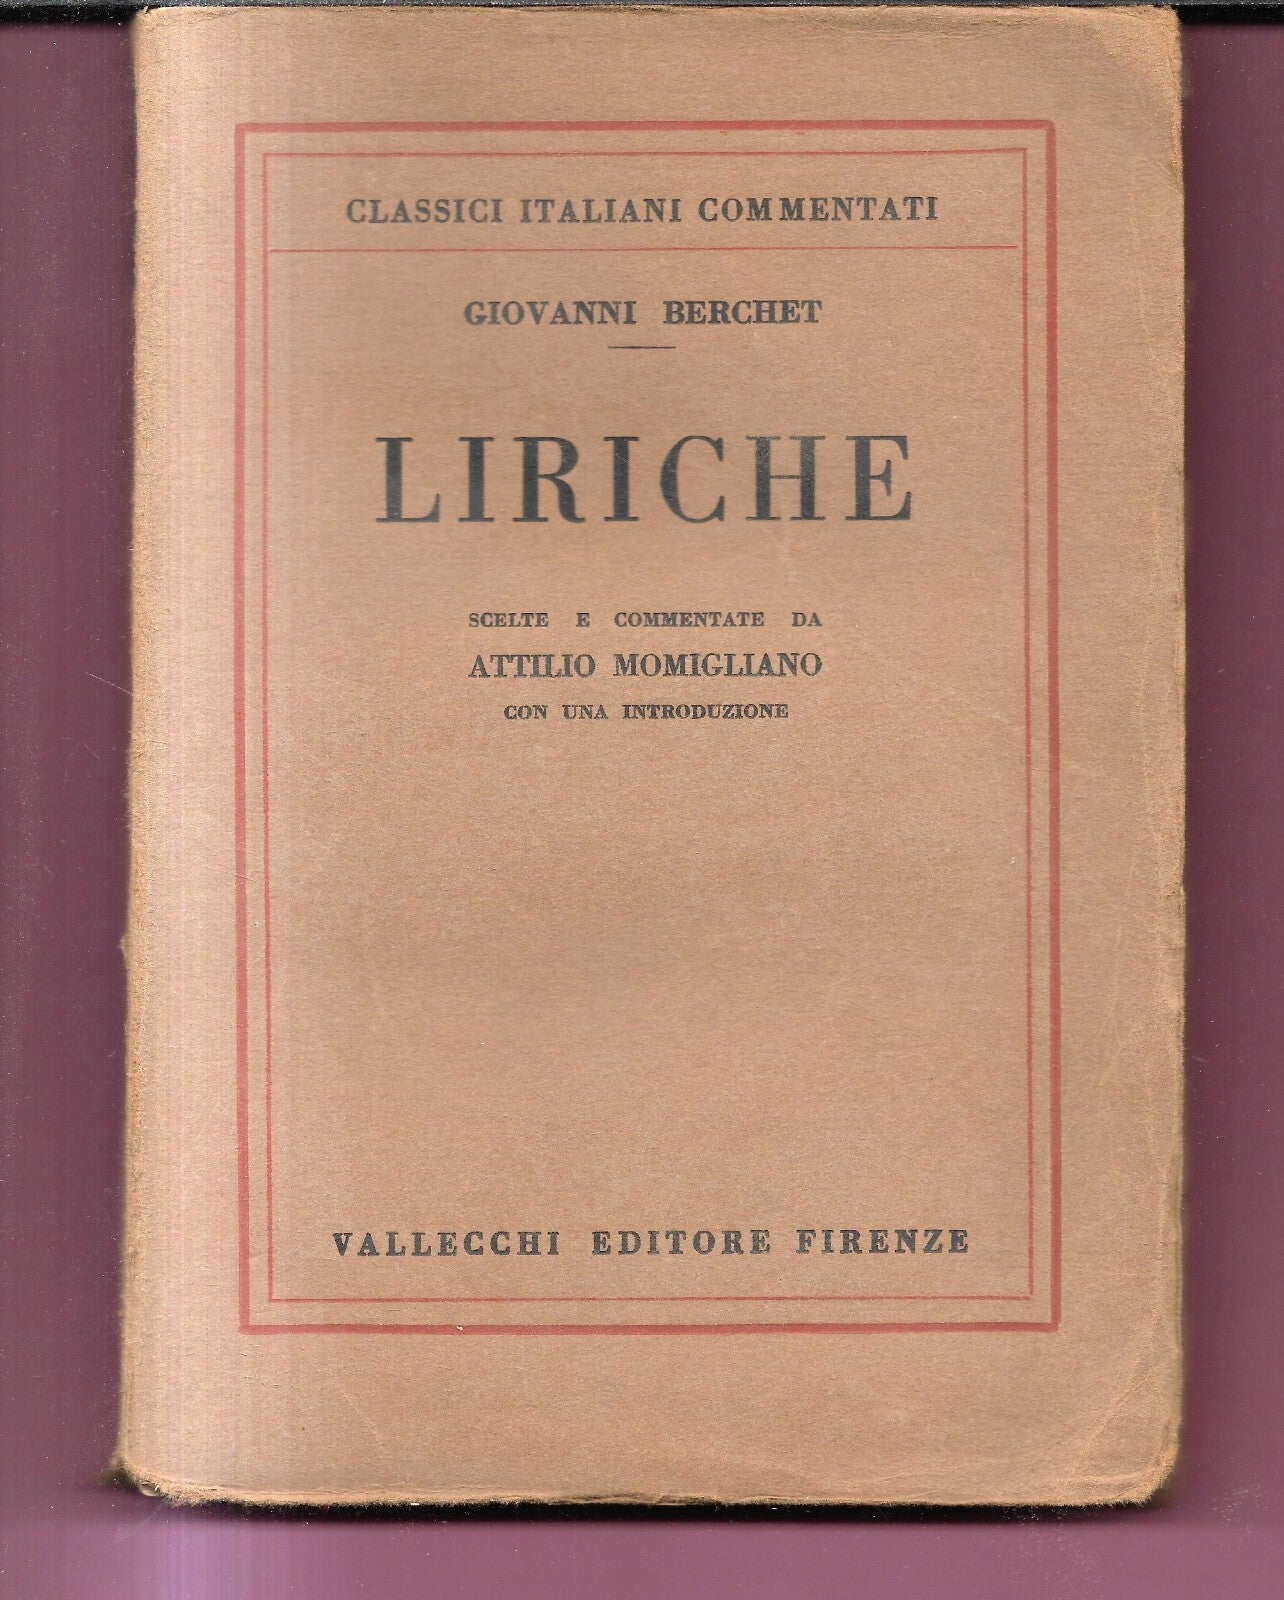 CLASSICI ITALIANI COMMENTATI
GIOVANNI BERCHET
LIRICHE
SCELTE E COMMENTATE DA
ATTILIO MOMIGLIANO
CON UNA INTRODUZIONE
VALLECCHI EDITORE FIRENZE